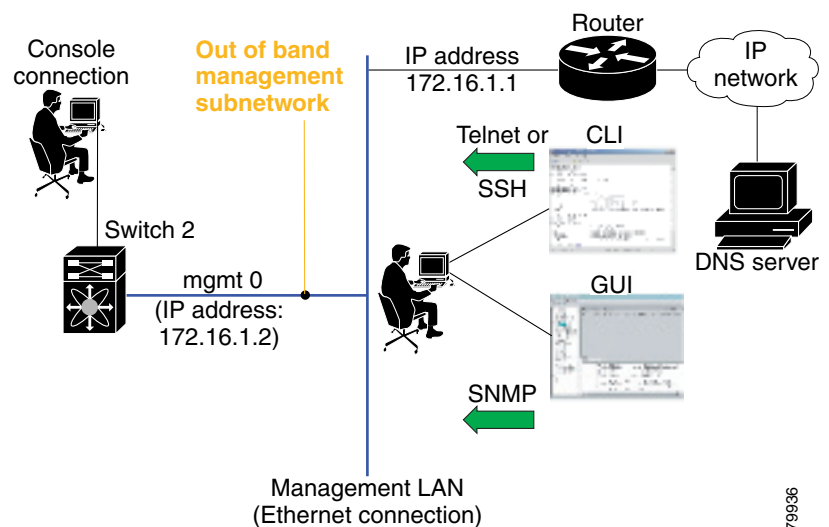 Router
Console
connection
Out of band
management
subnetwork
IP address
172.16.1.1
IP
network
Telnet or
SSH
CLI
Switch 2
DNS server
mgmt 0
(IP address:
172.16.1.2)
GUI
SNMP
Management LAN
(Ethernet connection)
79936